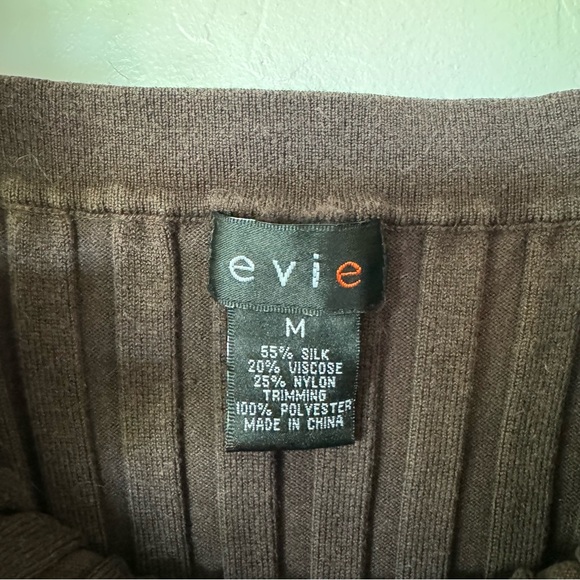 evie
M
55% SILK
20% VISCOSE
25% NYLON
TRIMMING
100% POLYESTER
MADE IN CHINA